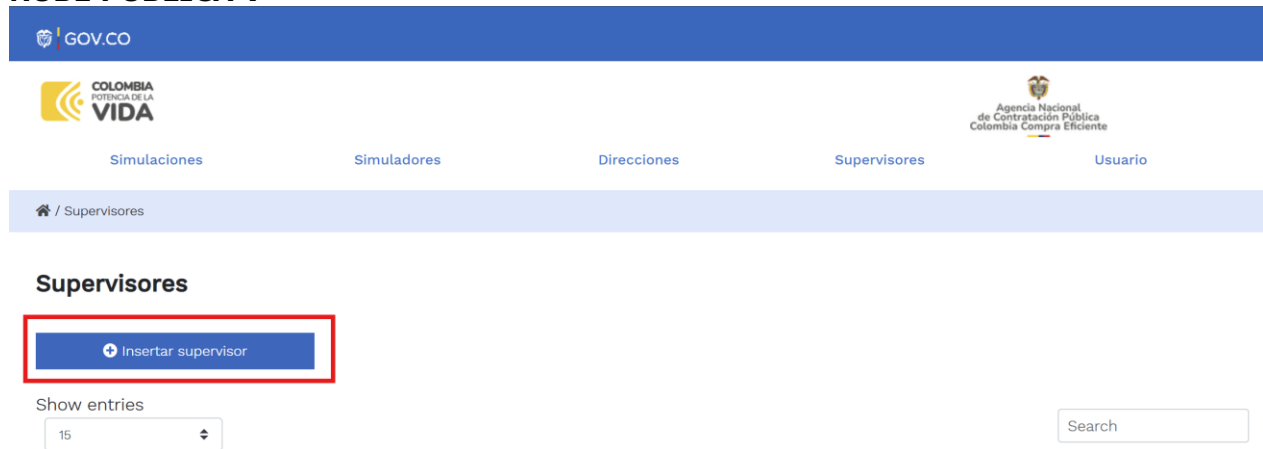 GOV.CO
COLOMBIA
POTENCIA DE LA
VIDA
Agencia Nacional
de Contratación Pública
Colombia Compra Eficiente
Simulaciones Simuladores Direcciones Supervisores Usuario
/ Supervisores
Supervisores
Insertar supervisor
Show entries
15
Search